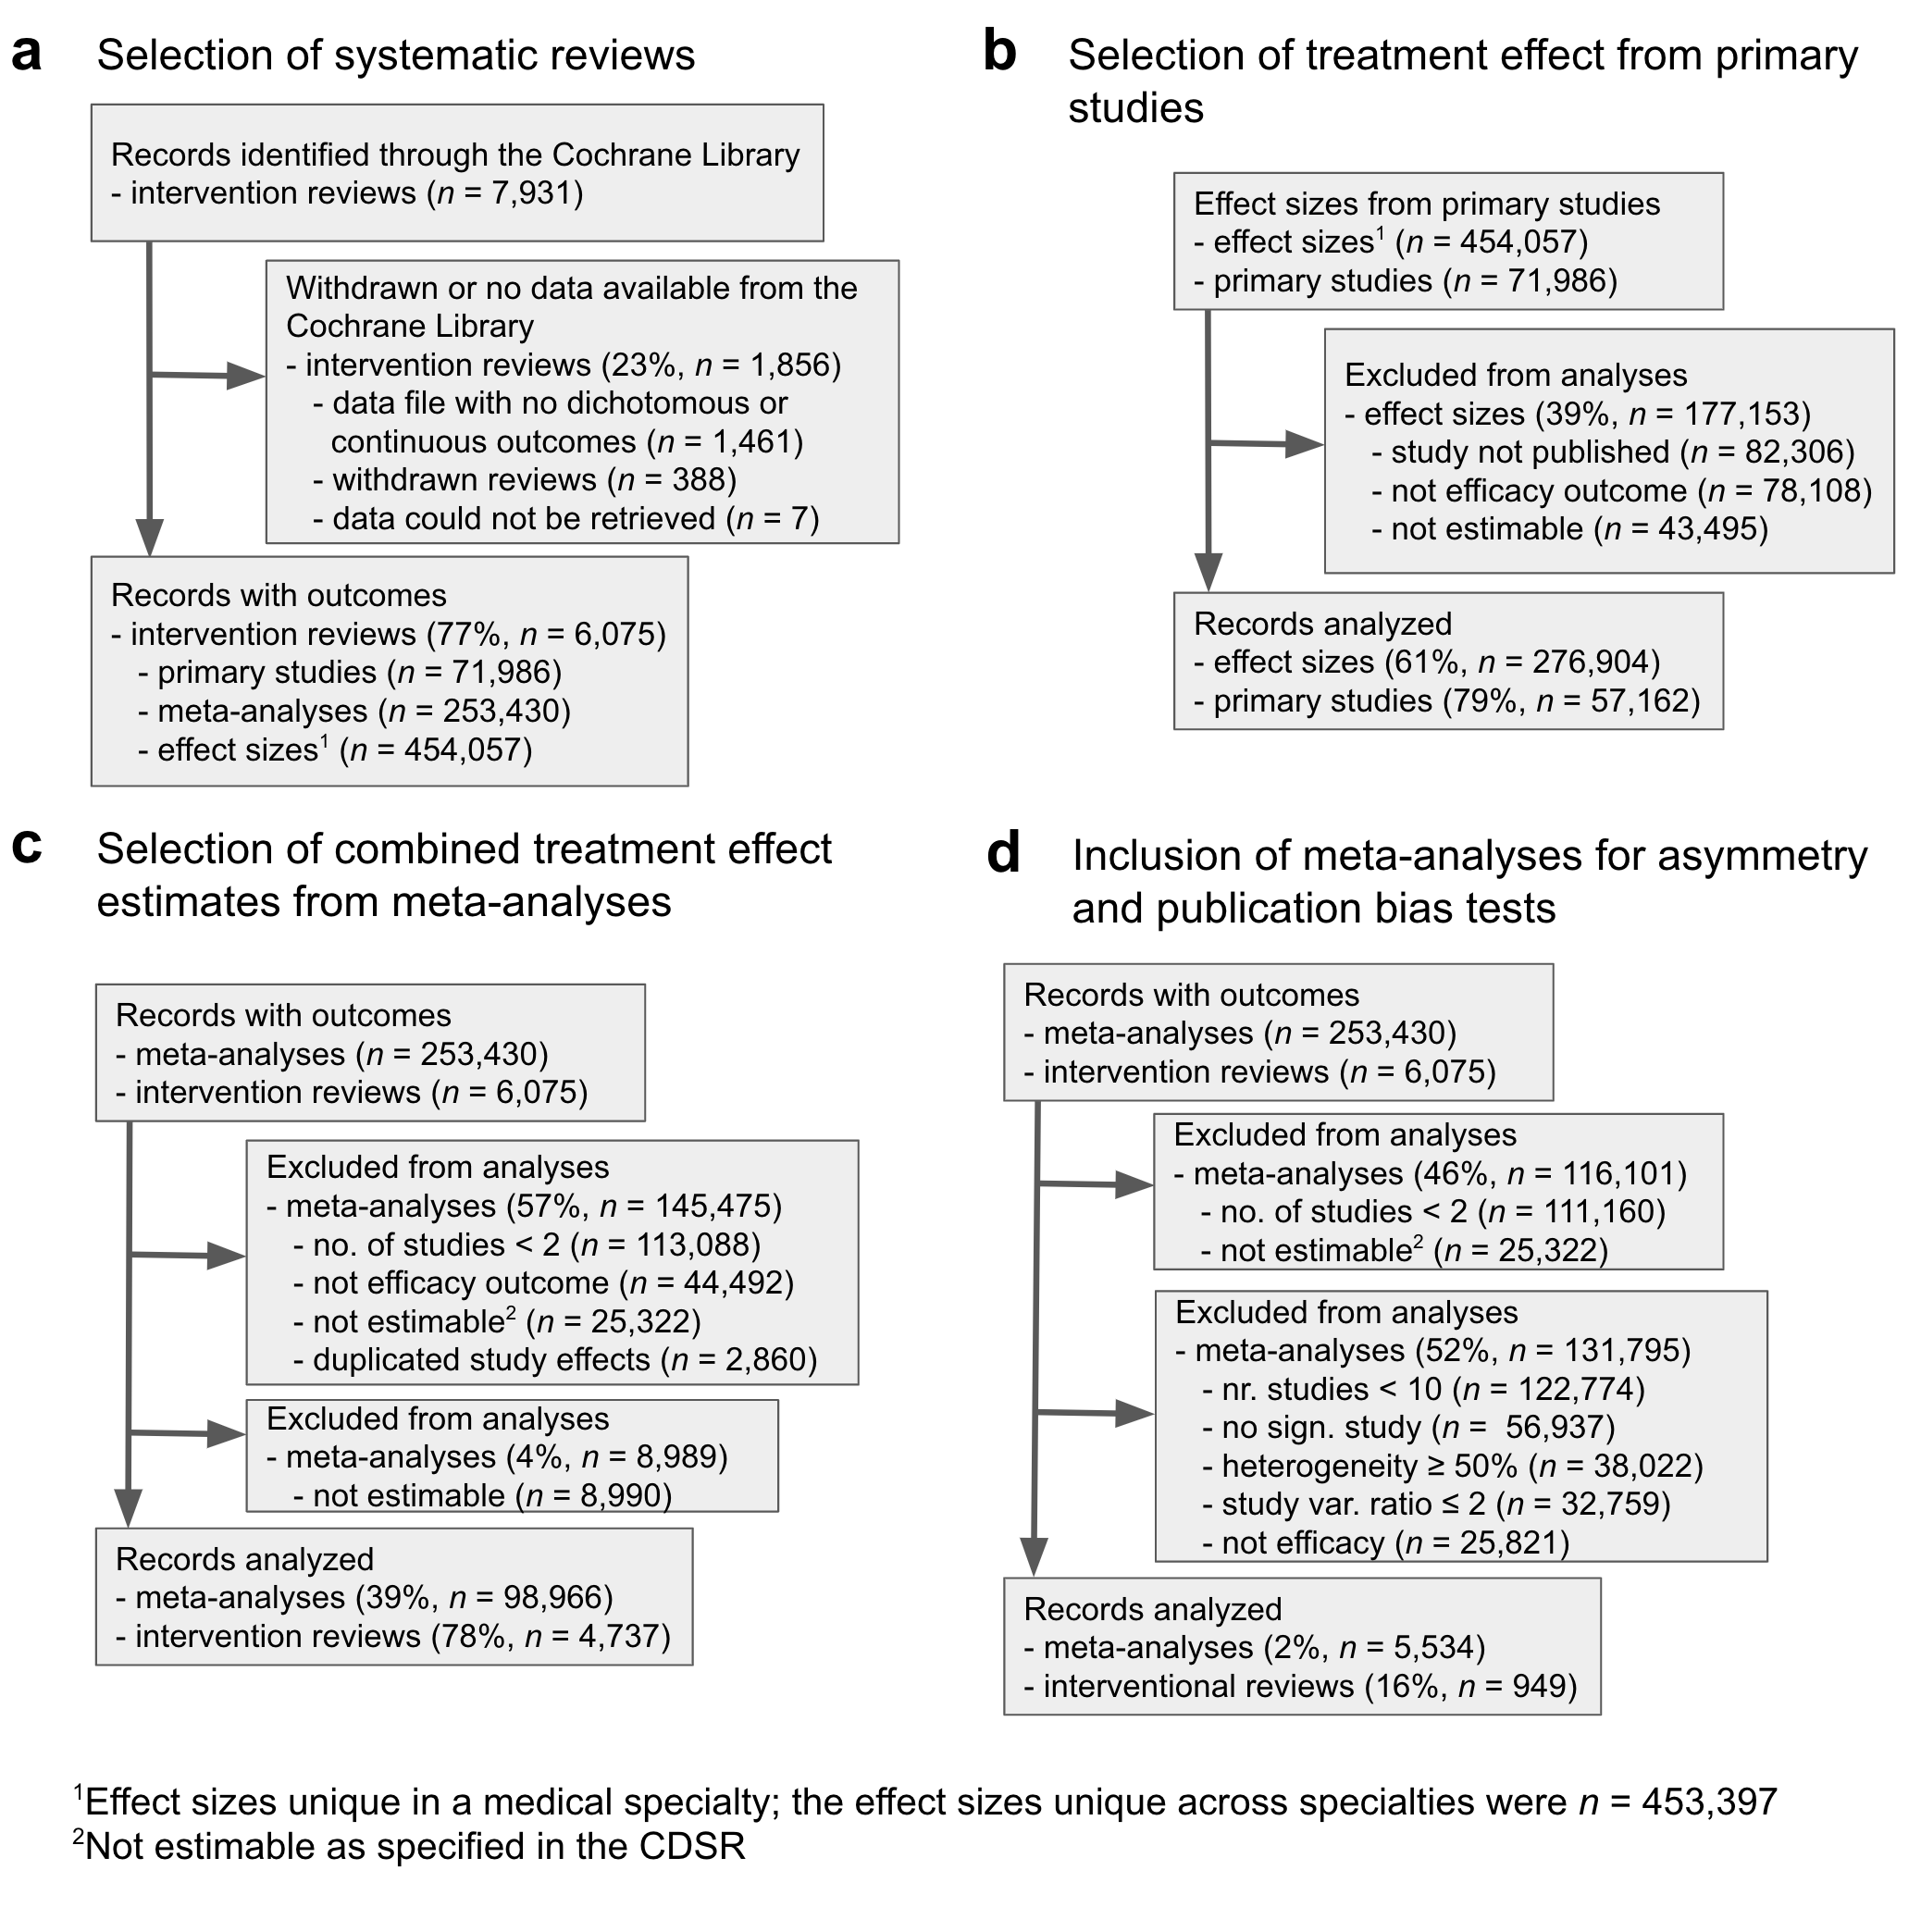 a Selection of systematic reviews
Records identified through the Cochrane Library
- intervention reviews (n = 7,931)
Withdrawn or no data available from the
Cochrane Library
- intervention reviews (23%, n = 1,856)
- data file with no dichotomous or
continuous outcomes (n = 1,461)
- withdrawn reviews (n = 388)
- data could not be retrieved (n = 7)
Records with outcomes
- intervention reviews (77%, n = 6,075)
- primary studies (n = 71,986)
- meta-analyses (n = 253,430)
- effect sizes¹ (n = 454,057)
b Selection of treatment effect from primary
studies
Effect sizes from primary studies
- effect sizes¹ (n = 454,057)
- primary studies (n = 71,986)
Excluded from analyses
- effect sizes (39%, n = 177,153)
- study not published (n = 82,306)
- not efficacy outcome (n = 78,108)
- not estimable (n = 43,495)
Records analyzed
- effect sizes (61%, n = 276,904)
- primary studies (79%, n = 57,162)
c Selection of combined treatment effect
estimates from meta-analyses
Records with outcomes
- meta-analyses (n = 253,430)
- intervention reviews (n = 6,075)
Excluded from analyses
- meta-analyses (57%, n = 145,475)
- no. of studies < 2 (n = 113,088)
- not efficacy outcome (n = 44,492)
- not estimable² (n = 25,322)
- duplicated study effects (n = 2,860)
Excluded from analyses
- meta-analyses (4%, n = 8,989)
- not estimable (n = 8,990)
Records analyzed
- meta-analyses (39%, n = 98,966)
- intervention reviews (78%, n = 4,737)
d Inclusion of meta-analyses for asymmetry
and publication bias tests
Records with outcomes
- meta-analyses (n = 253,430)
- intervention reviews (n = 6,075)
Excluded from analyses
- meta-analyses (46%, n = 116,101)
- no. of studies < 2 (n = 111,160)
- not estimable² (n = 25,322)
Excluded from analyses
- meta-analyses (52%, n = 131,795)
- nr. studies < 10 (n = 122,774)
- no sign. study (n =  56,937)
- heterogeneity ≥ 50% (n = 38,022)
- study var. ratio ≤ 2 (n = 32,759)
- not efficacy (n = 25,821)
Records analyzed
- meta-analyses (2%, n = 5,534)
- interventional reviews (16%, n = 949)
¹Effect sizes unique in a medical specialty; the effect sizes unique across specialties were n = 453,397
²Not estimable as specified in the CDSR